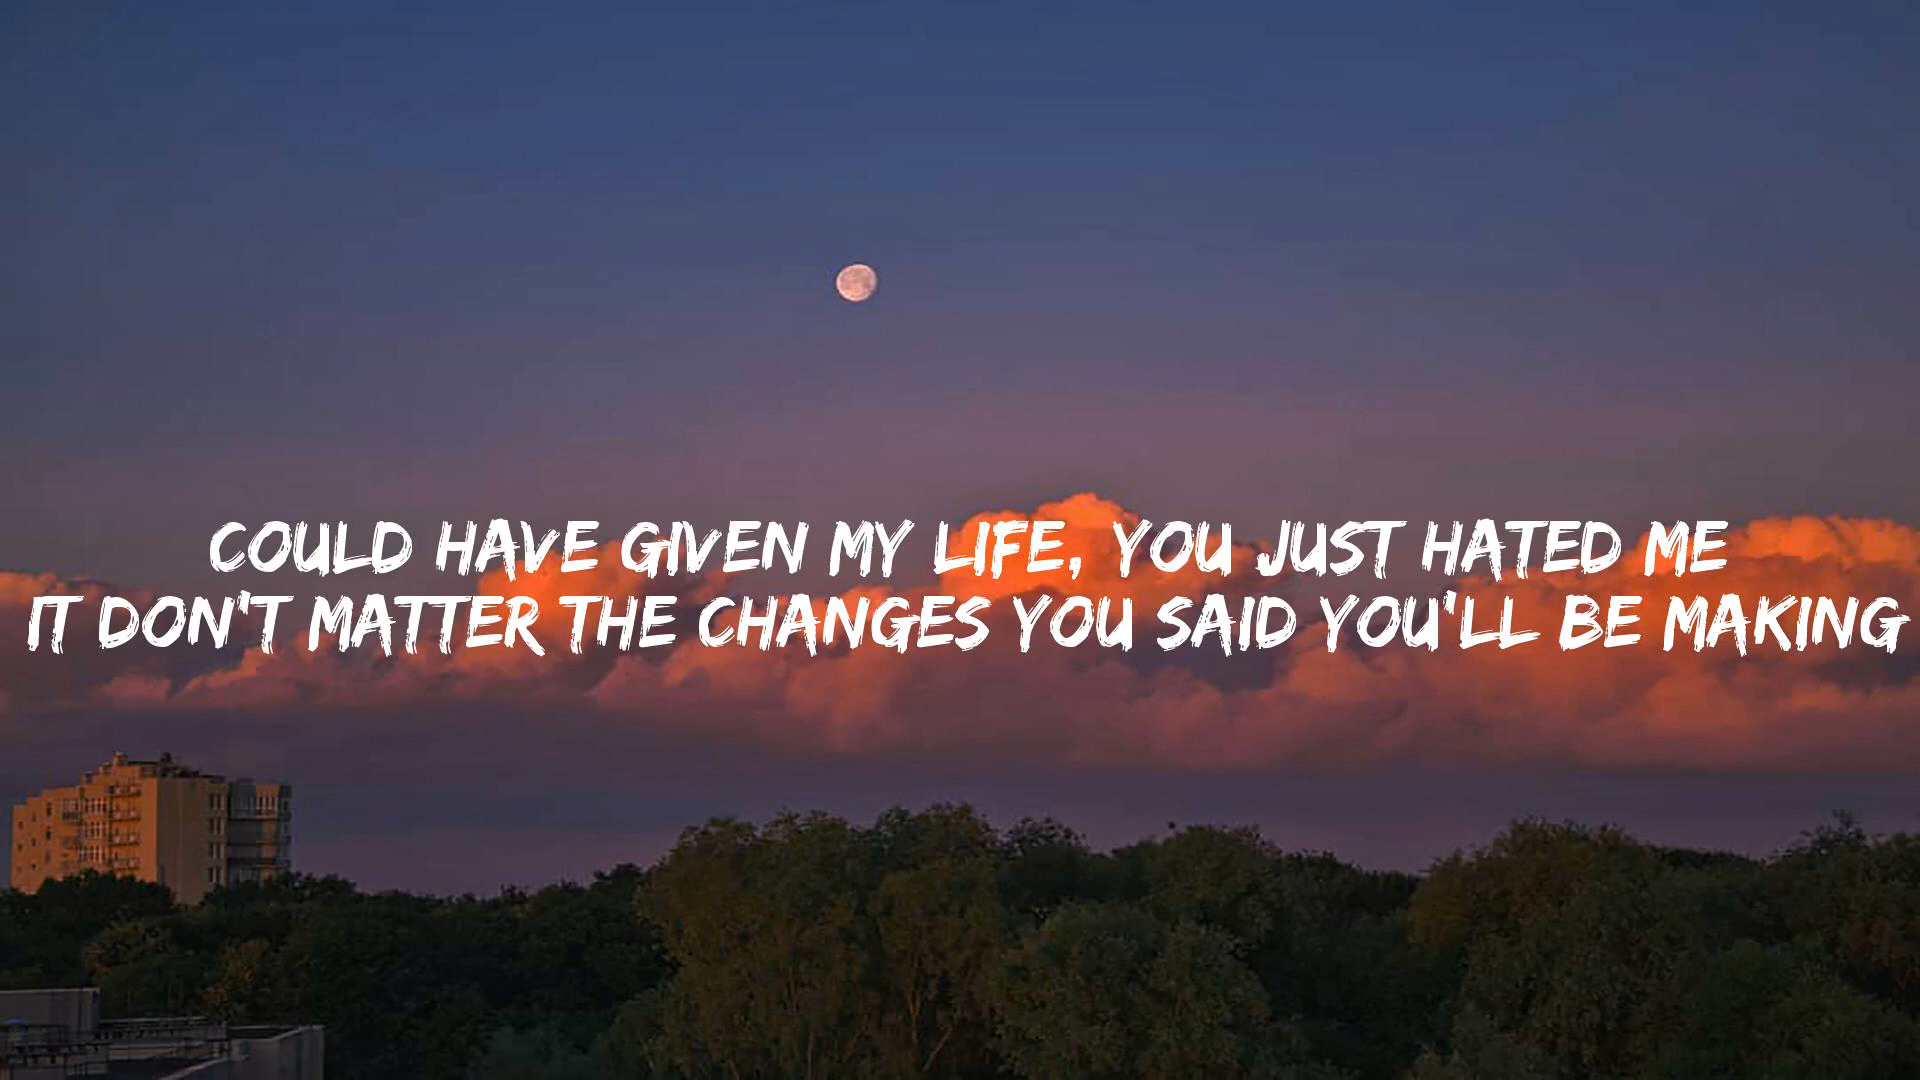 COULD HAVE GIVEN MY LIFE, YOU JUST HATED ME
IT DON'T MATTER THE CHANGES YOU SAID YOU'LL BE MAKING